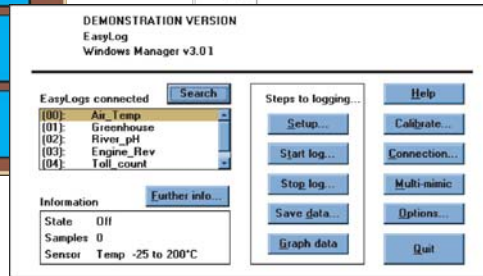 DEMONSTRATION VERSION
EasyLog
Windows Manager v3.01
EasyLogs connected
Search
(00): Air_Temp
(01): Greenhouse
(02): River_pH
(03): Engine_Rev
(04): Toll_count
Information
Further info...
State Off
Samples 0
Sensor Temp -25 to 200°C
Steps to logging...
Setup...
Start log...
Stop log...
Save data...
Graph data
Help
Calibrate...
Connection...
Multi-mimic
Options...
Quit